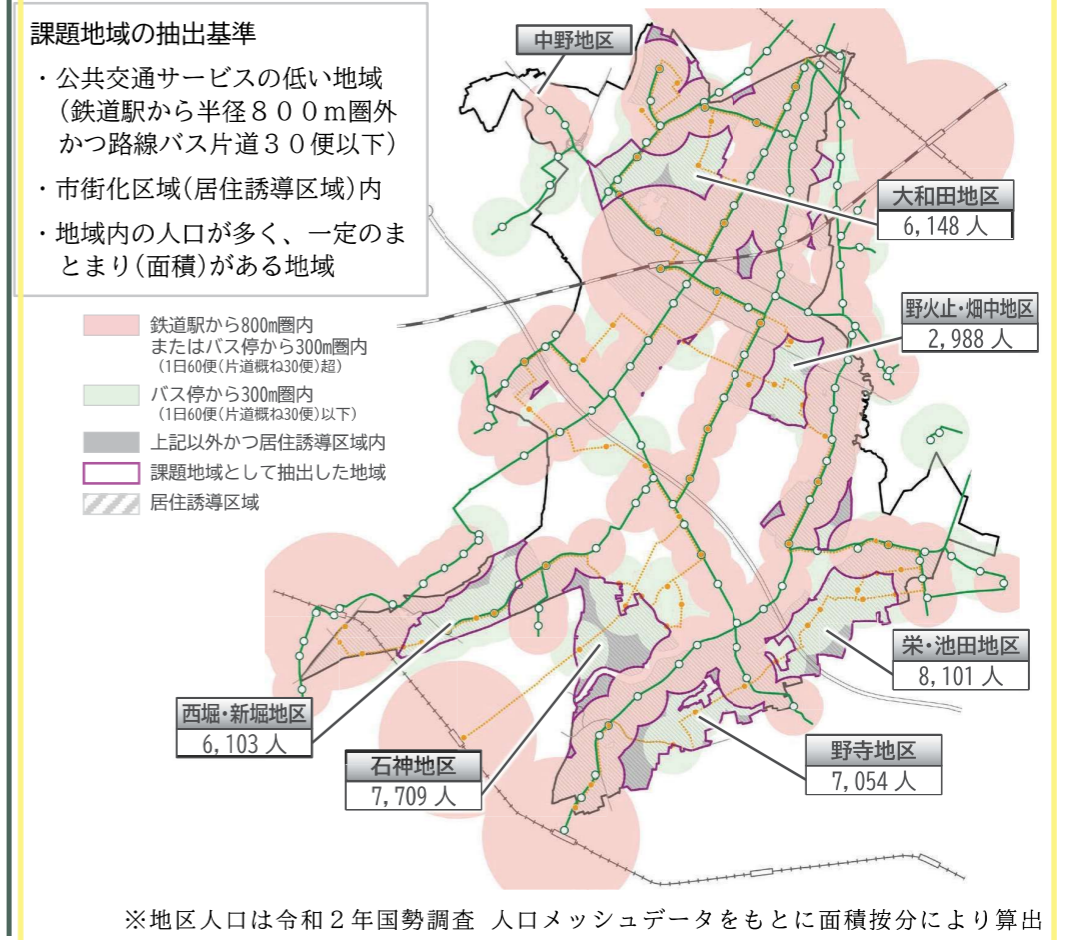 課題地域の抽出基準
・公共交通サービスの低い地域
(鉄道駅から半径８００ｍ圏外
かつ路線バス片道３０便以下)
・市街化区域(居住誘導区域)内
・地域内の人口が多く、一定のま
とまり(面積)がある地域
中野地区
大和田地区
6,148 人
野火止・畑中地区
2,988 人
鉄道駅から800m圏内
またはバス停から300m圏内
(1日60便(片道概ね30便)超)
バス停から300m圏内
(1日60便(片道概ね30便)以下)
上記以外かつ居住誘導区域内
課題地域として抽出した地域
居住誘導区域
栄・池田地区
8,101 人
西堀・新堀地区
6,103 人
石神地区
7,709 人
野寺地区
7,054 人
※地区人口は令和２年国勢調査 人口メッシュデータをもとに面積按分により算出